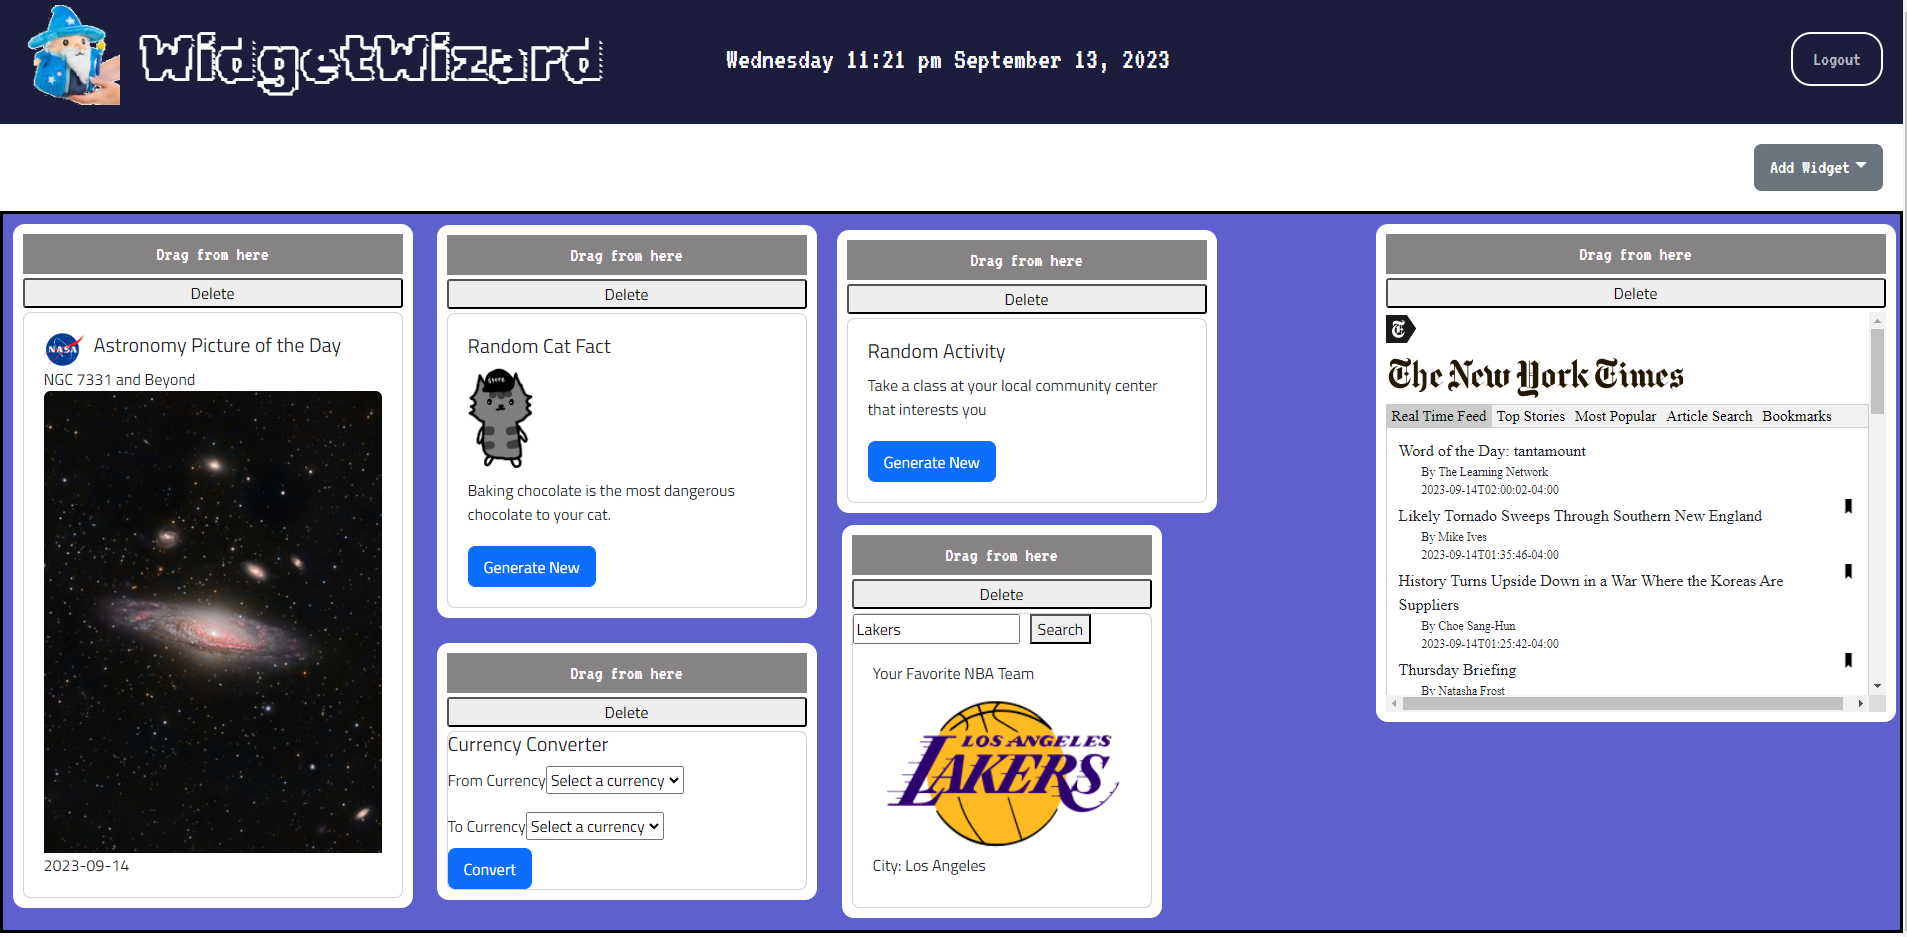 WidgetWizard
Wednesday 11:21 pm September 13, 2023
Logout
Add Widget
Drag from here
Delete
NASA
Astronomy Picture of the Day
NGC 7331 and Beyond
2023-09-14
Drag from here
Delete
Random Cat Fact
Store
Baking chocolate is the most dangerous
chocolate to your cat.
Generate New
Drag from here
Delete
Currency Converter
From Currency Select a currency
To Currency Select a currency
Convert
Drag from here
Delete
Random Activity
Take a class at your local community center
that interests you
Generate New
Drag from here
Delete
Lakers Search
Your Favorite NBA Team
LOS ANGELES
LAKERS
City: Los Angeles
Drag from here
Delete
T
The New York Times
Real Time Feed Top Stories Most Popular Article Search Bookmarks
Word of the Day: tantamount
By The Learning Network
2023-09-14T02:00:02-04:00
Likely Tornado Sweeps Through Southern New England
By Mike Ives
2023-09-14T01:35:46-04:00
History Turns Upside Down in a War Where the Koreas Are
Suppliers
By Choe Sang-Hun
2023-09-14T01:25:42-04:00
Thursday Briefing
By Natasha Frost